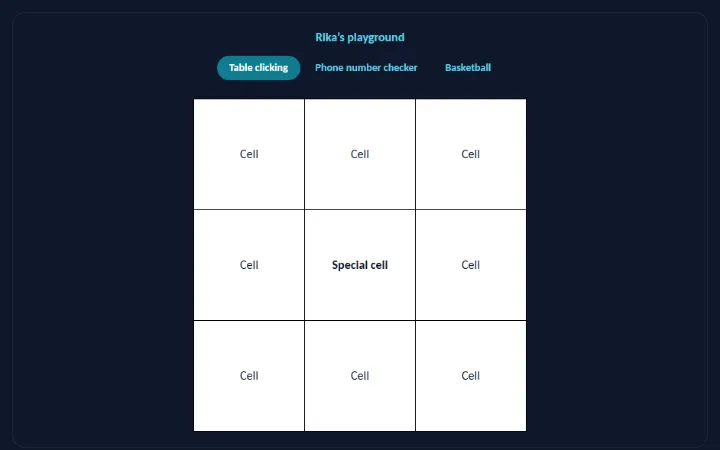 Rika's playground
Table clicking Phone number checker Basketball
Cell Cell Cell
Cell Special cell Cell
Cell Cell Cell